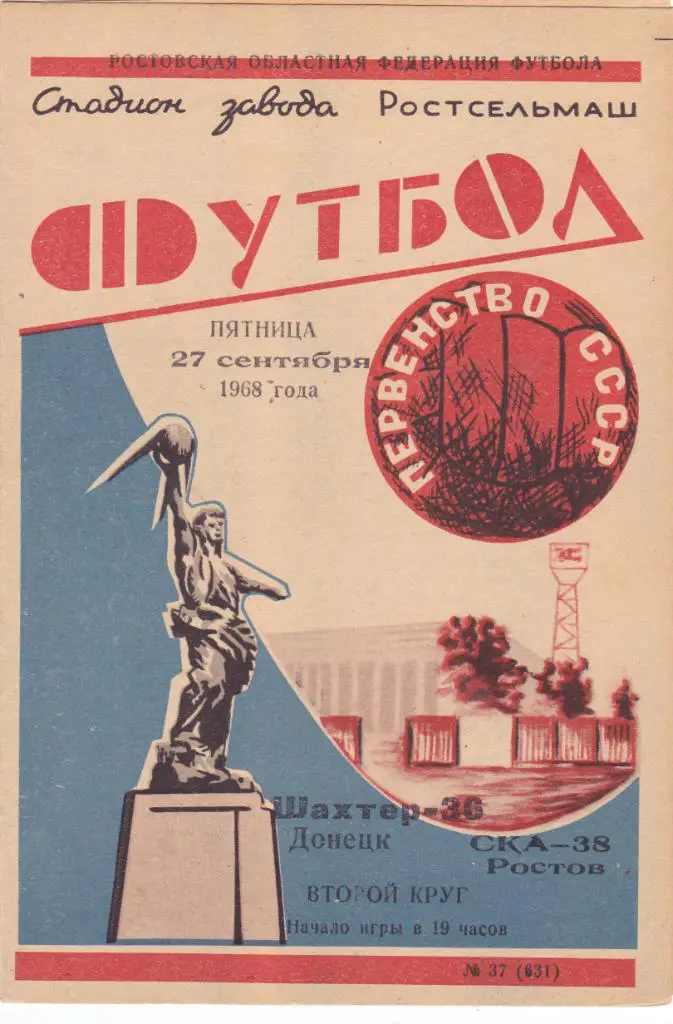 РОСТОВСКАЯ ОБЛАСТНАЯ ФЕДЕРАЦИЯ ФУТБОЛА
Стадион завода РОСТСЕЛЬМАШ
ФУТБОЛ
ПЕРВЕНСТВО СССР
ПЯТНИЦА
27 сентября
1968 года
Шахтер-36
Донецк
СКА-38
Ростов
ВТОРОЙ КРУГ
Начало игры в 19 часов
№ 37 (631)